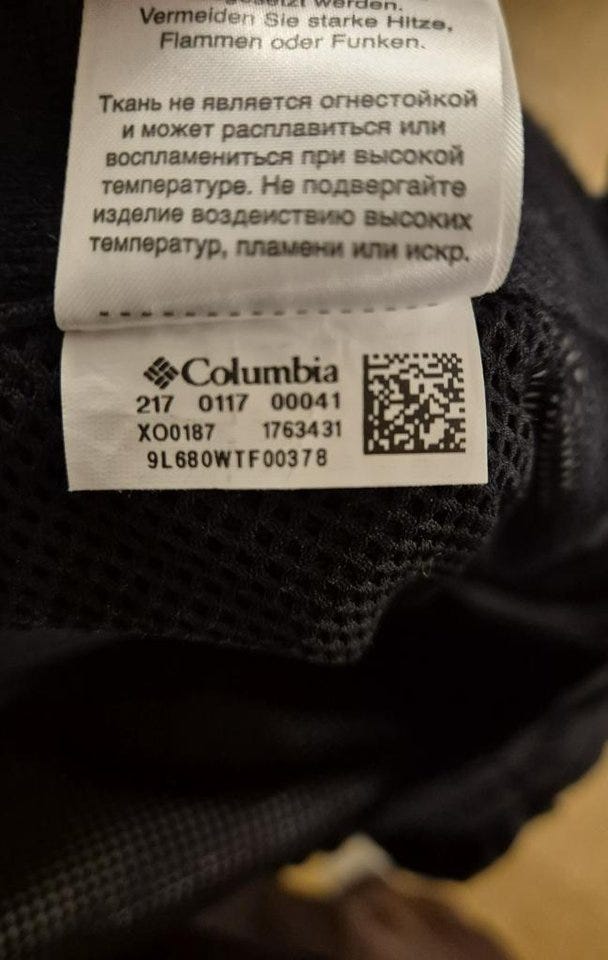 werden.
Vermeiden Sie starke Hitze,
Flammen oder Funken.
Ткань не является огнестойкой
и может расплавиться или
воспламениться при высокой
температуре. Не подвергайте
изделие воздействию высоких
температур, пламени или искр.
Columbia
217 0117 00041
XO0187 1763431
9L680WTF00378